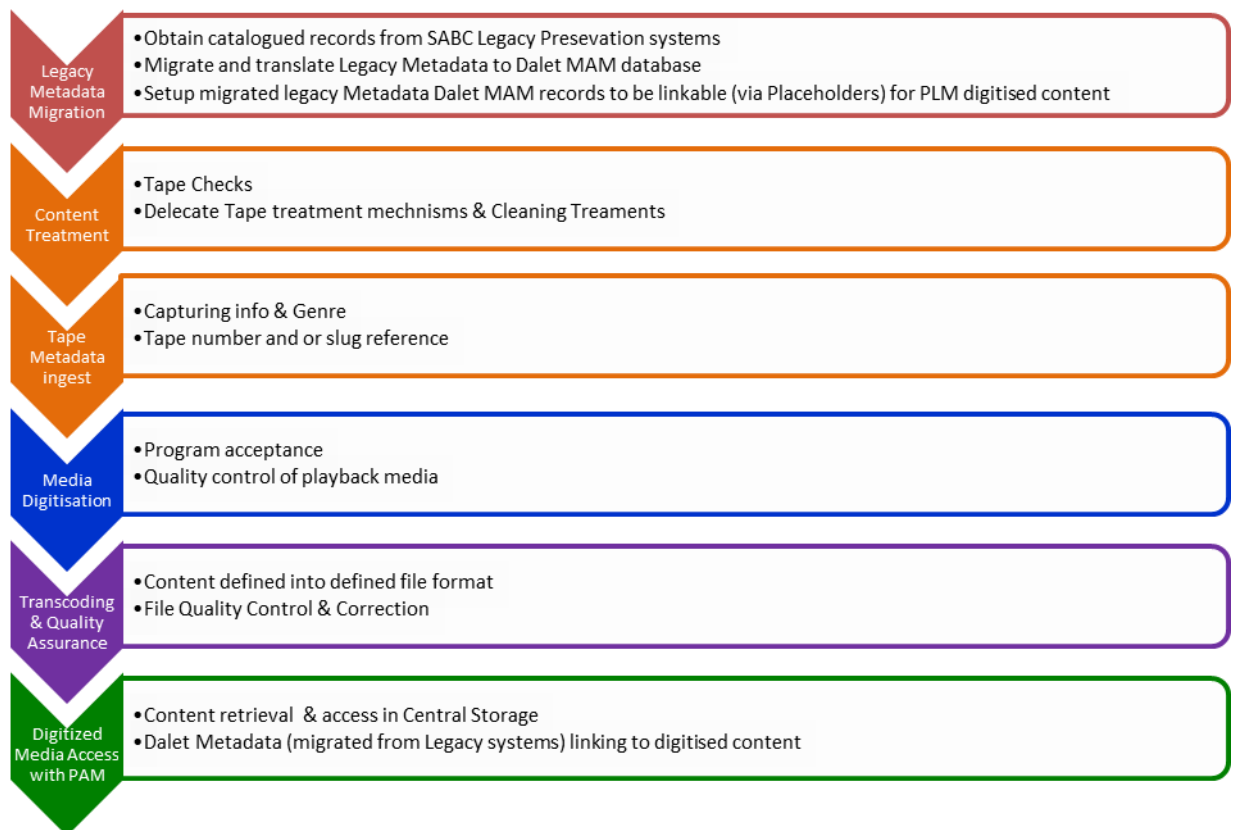 Legacy
Metadata
Migration
•Obtain catalogued records from SABC Legacy Presevation systems
•Migrate and translate Legacy Metadata to Dalet MAM database
•Setup migrated legacy Metadata Dalet MAM records to be linkable (via Placeholders) for PLM digitised content
Content
Treatment
•Tape Checks
•Delecate Tape treatment mechnisms & Cleaning Treaments
Tape
Metadata
ingest
•Capturing info & Genre
•Tape number and or slug reference
Media
Digitisation
•Program acceptance
•Quality control of playback media
Transcoding
& Quality
Assurance
•Content defined into defined file format
•File Quality Control & Correction
Digitized
Media Access
with PAM
•Content retrieval & access in Central Storage
•Dalet Metadata (migrated from Legacy systems) linking to digitised content